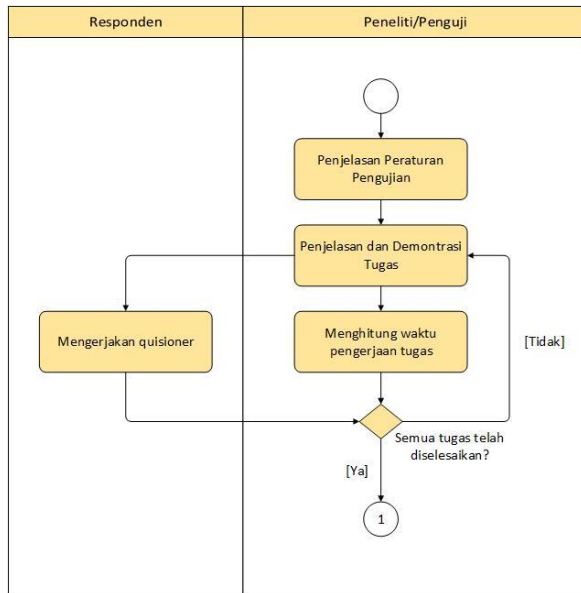 Responden
Peneliti/Penguji
Penjelasan Peraturan
Pengujian
Penjelasan dan Demontrasi
Tugas
Mengerjakan quisioner
Menghitung waktu
pengerjaan tugas
[Tidak]
Semua tugas telah
diselesaikan?
[Ya]
1